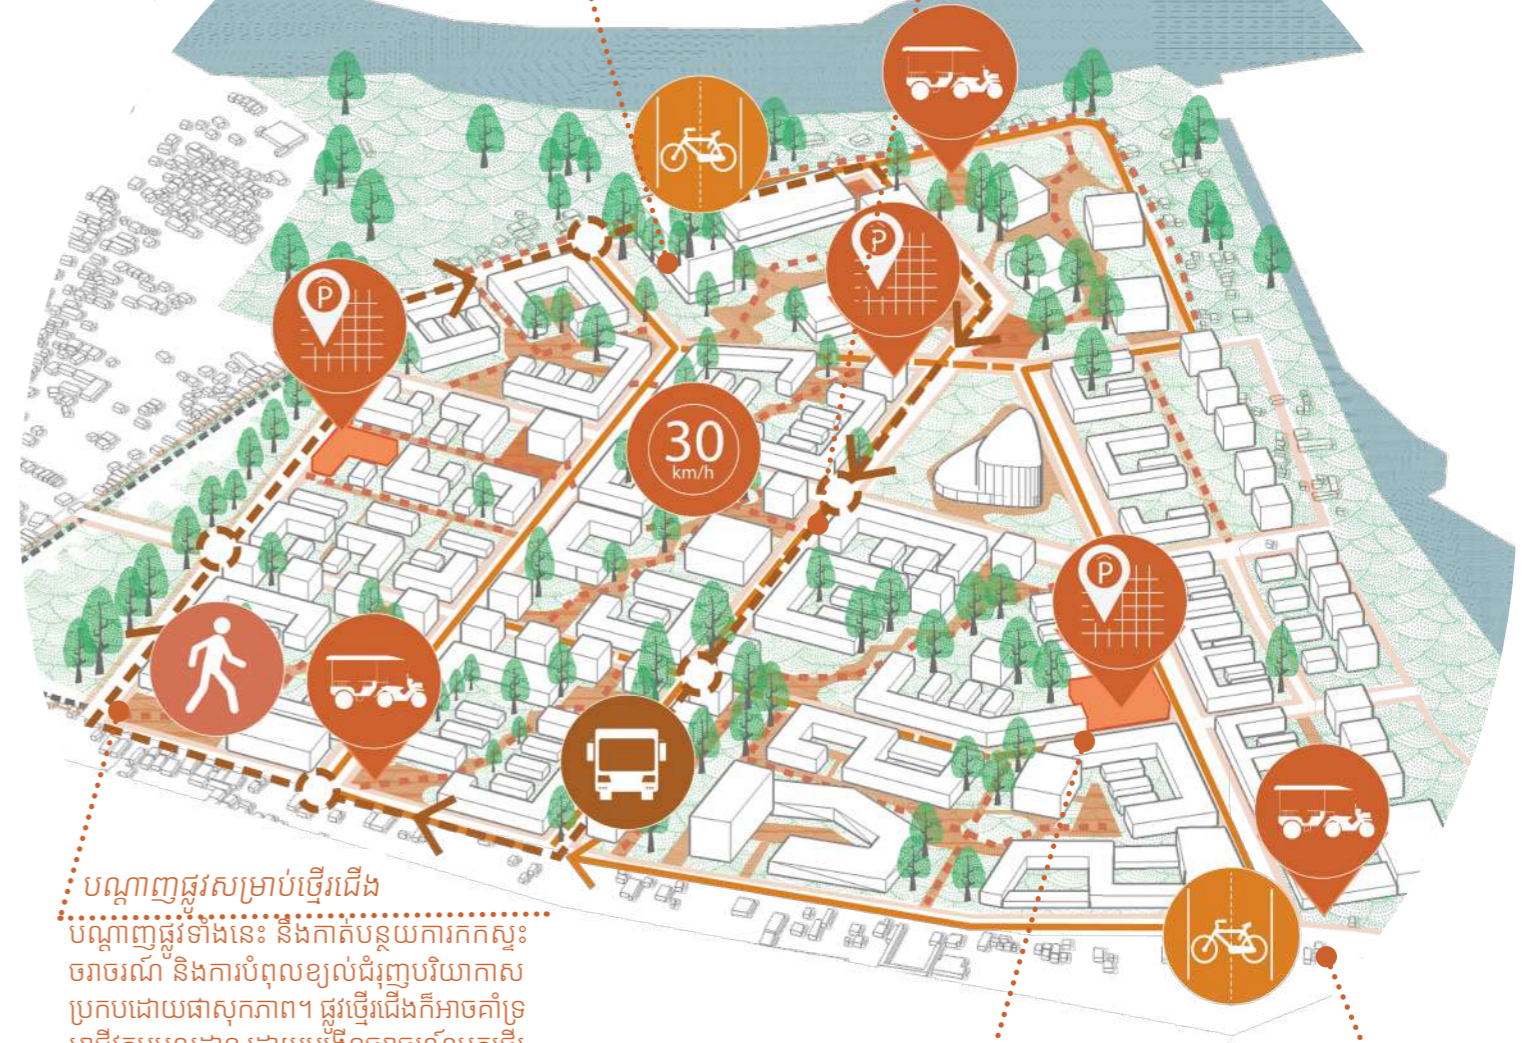 P̂
P̂
30
km/h
P̂
បណ្តាញផ្លូវសម្រាប់ថ្មើរជើង
បណ្តាញផ្លូវទាំងនេះ នឹងកាត់បន្ថយការកកស្ទះ
ចរាចរណ៍ និងការបំពុលខ្យល់ជំរុញបរិយាកាស
ប្រកបដោយផាសុកភាព។ ផ្លូវថ្មើរជើងក៏អាចគាំទ្រ